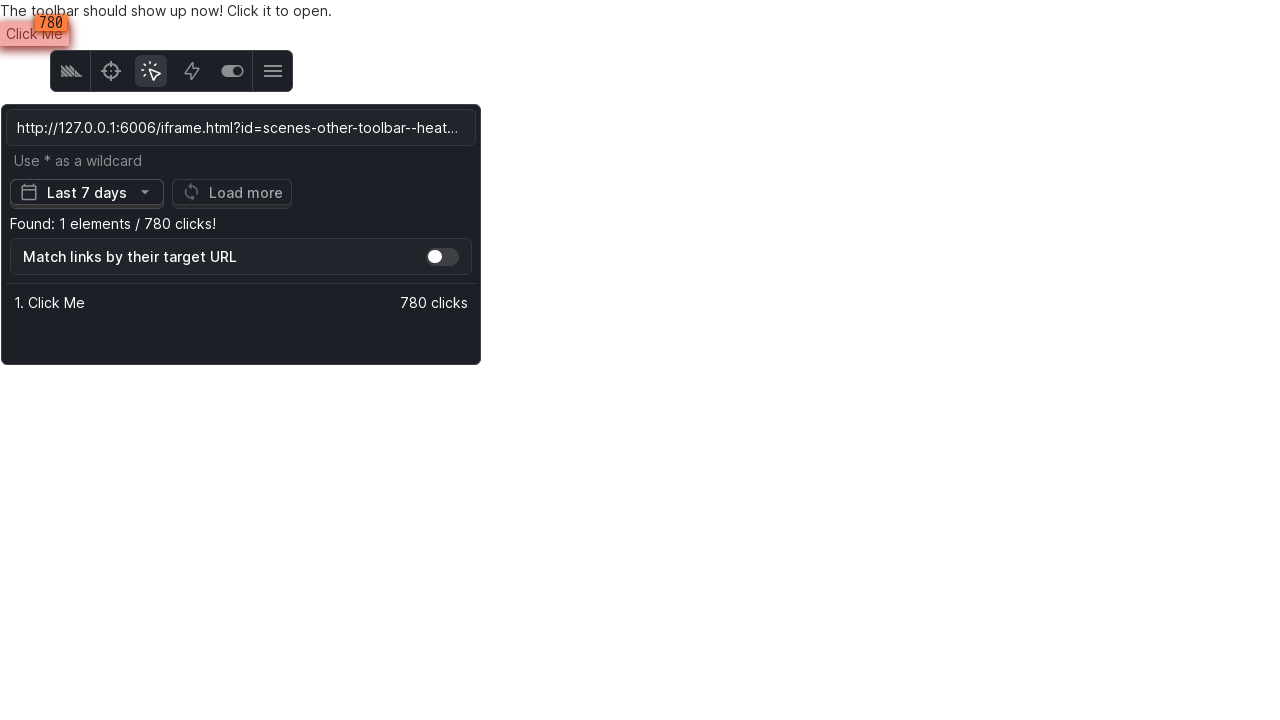 The toolbar should show up now! Click it to open.
780
Click Me
http://127.0.0.1:6006/iframe.html?id=scenes-other-toolbar--heat...
Use * as a wildcard
Last 7 days
Load more
Found: 1 elements / 780 clicks!
Match links by their target URL
1. Click Me 780 clicks